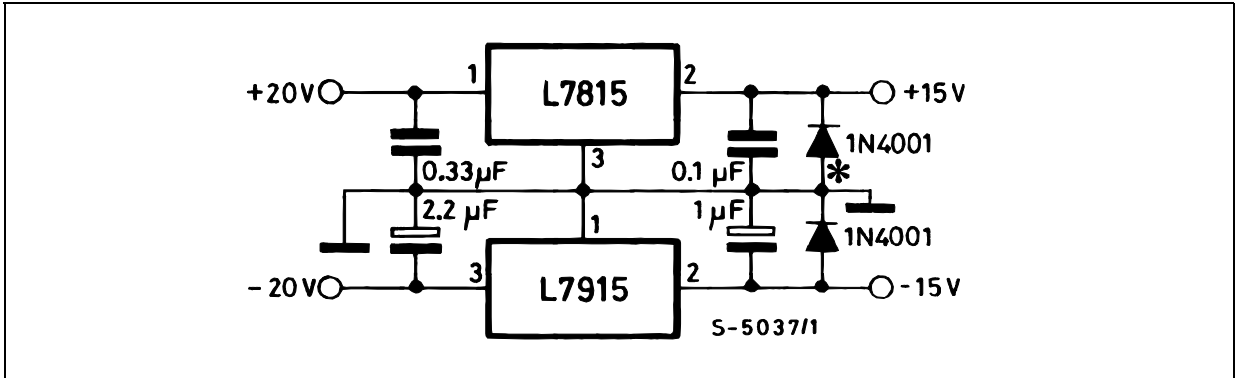 1
L7815
2
+20V
+15V
1N4001
3
*
0.33µF
0.1 µF
2.2 µF
1µF
1
1N4001
-20V
3
L7915
2
-15V
S-5037/1